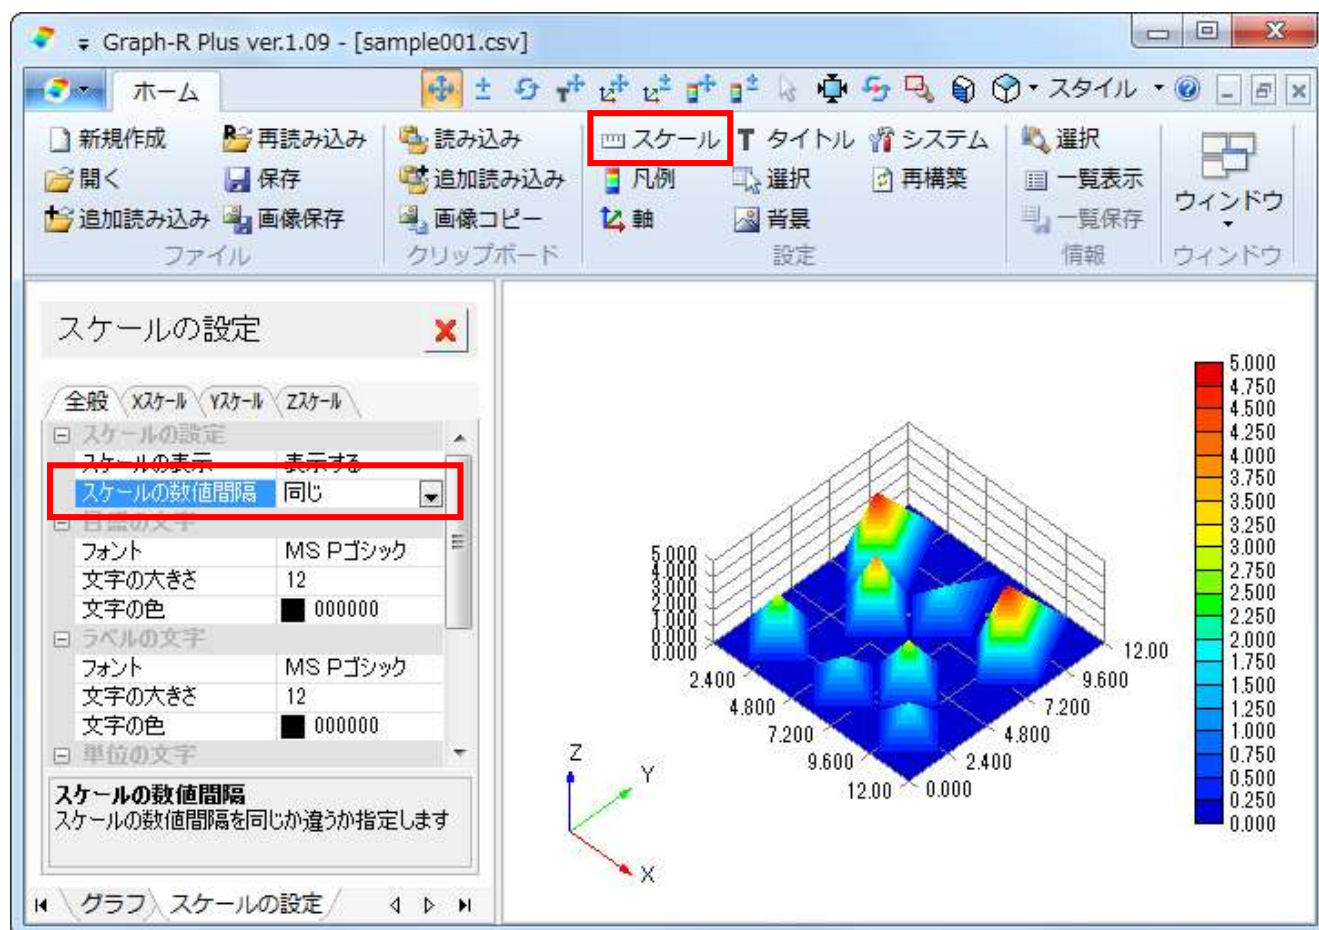 Graph-R Plus ver.1.09 - [sample001.csv]
ホーム
スタイル
新規作成 再読み込み 読み込み スケール タイトル システム 選択
開く 保存 追加読み込み 凡例 選択 再構築 一覧表示 ウィンドウ
追加読み込み 画像保存 画像コピー 軸 背景 一覧保存
ファイル クリップボード 設定 情報 ウィンドウ
スケールの設定
全般 Xスケール Yスケール Zスケール
スケールの設定
スケールの表示 表示する
スケールの数値間隔 同じ
目盛の文字
フォント MS Pゴシック
文字の大きさ 12
文字の色 000000
ラベルの文字
フォント MS Pゴシック
文字の大きさ 12
文字の色 000000
単位の文字
スケールの数値間隔
スケールの数値間隔を同じか違うか指定します
グラフ スケールの設定
5.000
4.000
3.000
2.000
1.000
0.000
0.000
2.400
4.800
7.200
9.600
12.00
0.000
2.400
4.800
7.200
9.600
12.00
Z
Y
X
5.000
4.750
4.500
4.250
4.000
3.750
3.500
3.250
3.000
2.750
2.500
2.250
2.000
1.750
1.500
1.250
1.000
0.750
0.500
0.250
0.000